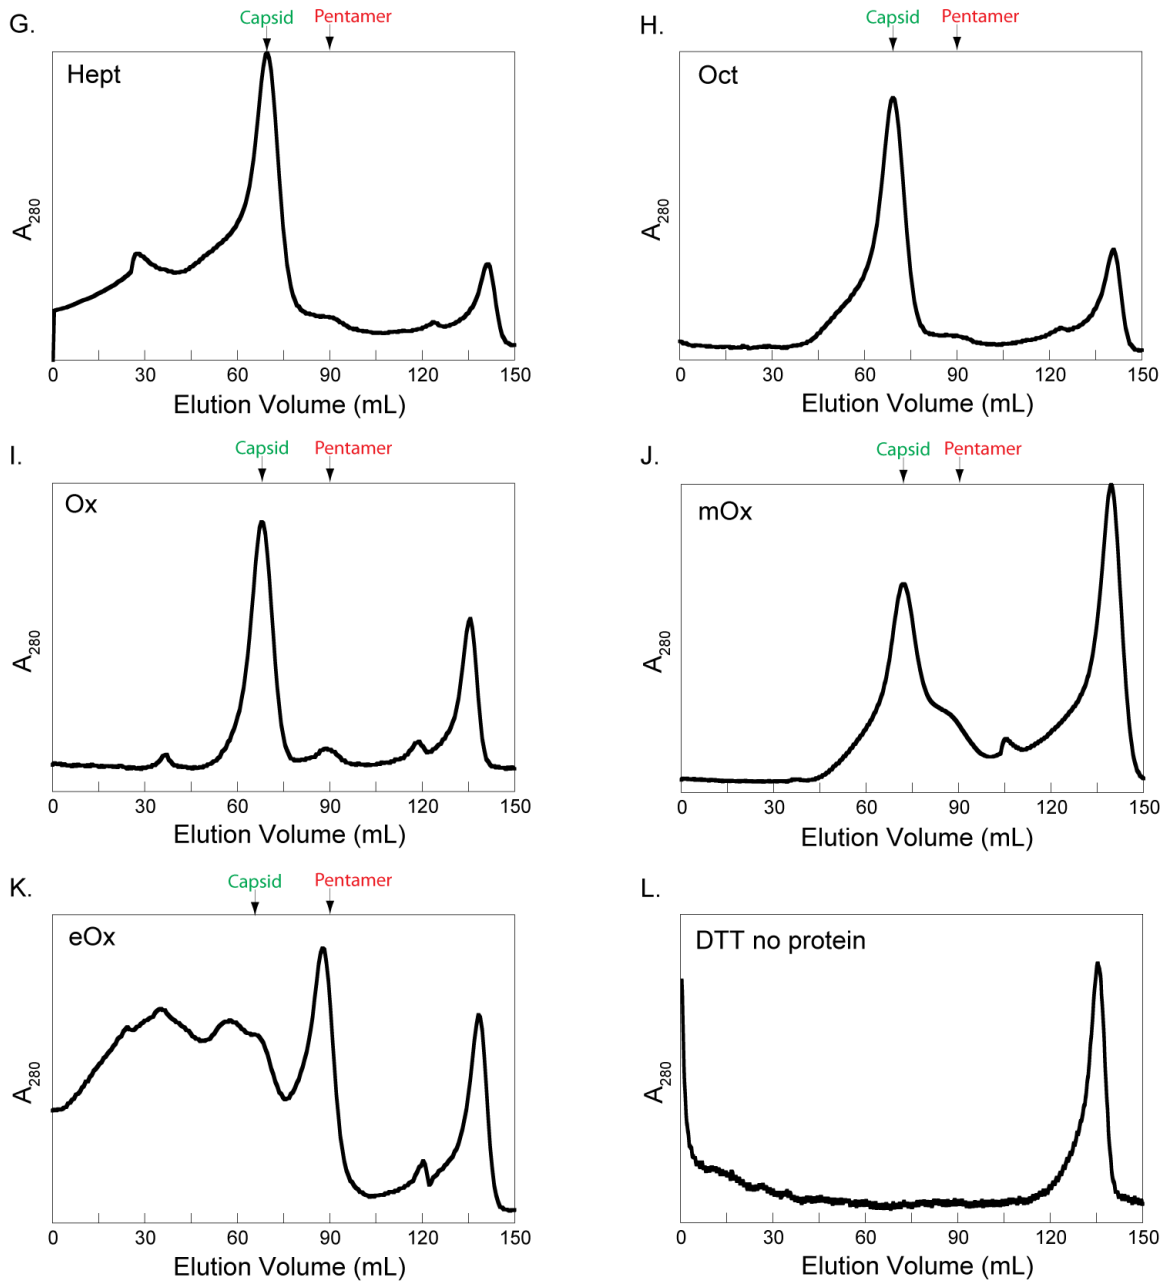 G.
Capsid Pentamer
Hept
A280
0 30 60 90 120 150
Elution Volume (mL)
H.
Capsid Pentamer
Oct
A280
0 30 60 90 120 150
Elution Volume (mL)
I.
Capsid Pentamer
Ox
A280
0 30 60 90 120 150
Elution Volume (mL)
J.
Capsid Pentamer
mOx
A280
0 30 60 90 120 150
Elution Volume (mL)
K.
Capsid Pentamer
eOx
A280
0 30 60 90 120 150
Elution Volume (mL)
L.
DTT no protein
A280
0 30 60 90 120 150
Elution Volume (mL)